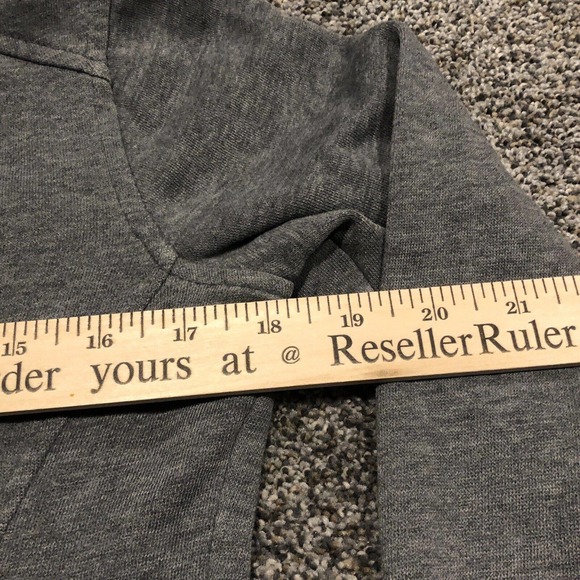 15 16 17 18 19 20 21
der yours at @ ResellerRuler